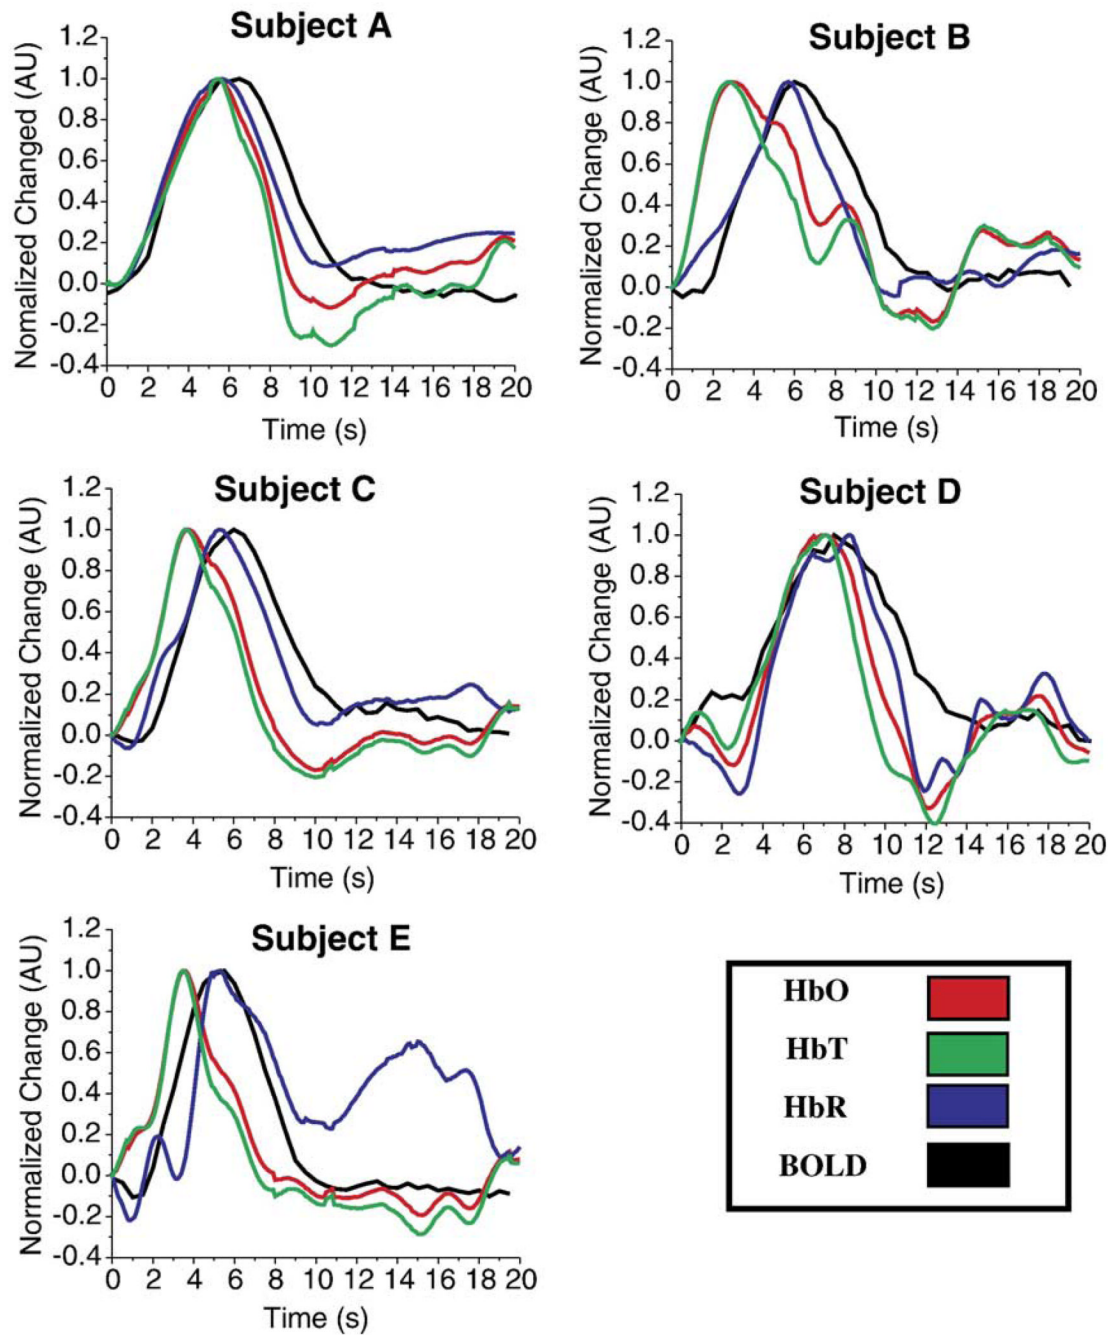 Subject A
Normalized Changed (AU)
1.2
1.0
0.8
0.6
0.4
0.2
0.0
-0.2
-0.4
0 2 4 6 8 10 12 14 16 18 20
Time (s)
Subject B
Normalized Change (AU)
1.2
1.0
0.8
0.6
0.4
0.2
0.0
-0.2
-0.4
0 2 4 6 8 10 12 14 16 18 20
Time (s)
Subject C
Normalized Change (AU)
1.2
1.0
0.8
0.6
0.4
0.2
0.0
-0.2
-0.4
0 2 4 6 8 10 12 14 16 18 20
Time (s)
Subject D
Normalized Change (AU)
1.2
1.0
0.8
0.6
0.4
0.2
0.0
-0.2
-0.4
0 2 4 6 8 10 12 14 16 18 20
Time (s)
Subject E
Normalized Change (AU)
1.2
1.0
0.8
0.6
0.4
0.2
0.0
-0.2
-0.4
0 2 4 6 8 10 12 14 16 18 20
Time (s)
HbO
HbT
HbR
BOLD